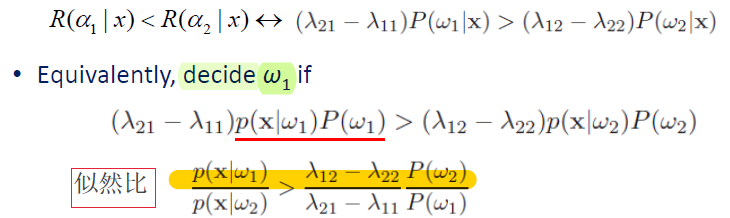 R(α₁ | x) < R(α₂ | x) ↔ (λ₂₁ − λ₁₁)P(ω₁|x) > (λ₁₂ − λ₂₂)P(ω₂|x)
• Equivalently, decide ω₁ if
(λ₂₁ − λ₁₁)p(x|ω₁)P(ω₁) > (λ₁₂ − λ₂₂)p(x|ω₂)P(ω₂)
似然比 p(x|ω₁)/p(x|ω₂) > (λ₁₂ − λ₂₂)/(λ₂₁ − λ₁₁) P(ω₂)/P(ω₁)